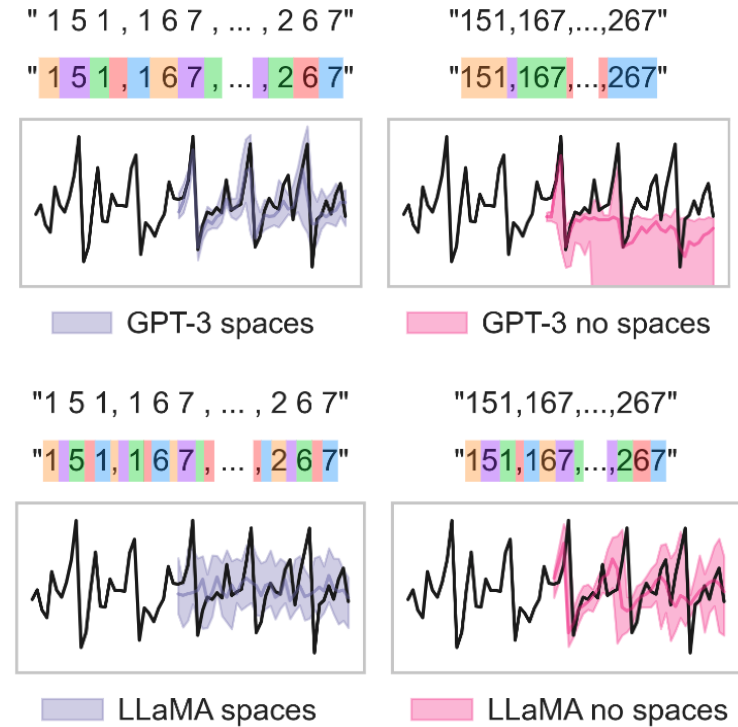 " 1 5 1 , 1 6 7 , ... , 2 6 7 "
"151,167,...,267"
" 1 5 1 , 1 6 7 , ... , 2 6 7"
"151,167,...,267"
GPT-3 spaces
GPT-3 no spaces
"1 5 1, 1 6 7 , ... , 2 6 7"
"151,167,...,267"
"1 5 1, 1 6 7 , ... , 2 6 7"
"151,167,...,267"
LLaMA spaces
LLaMA no spaces